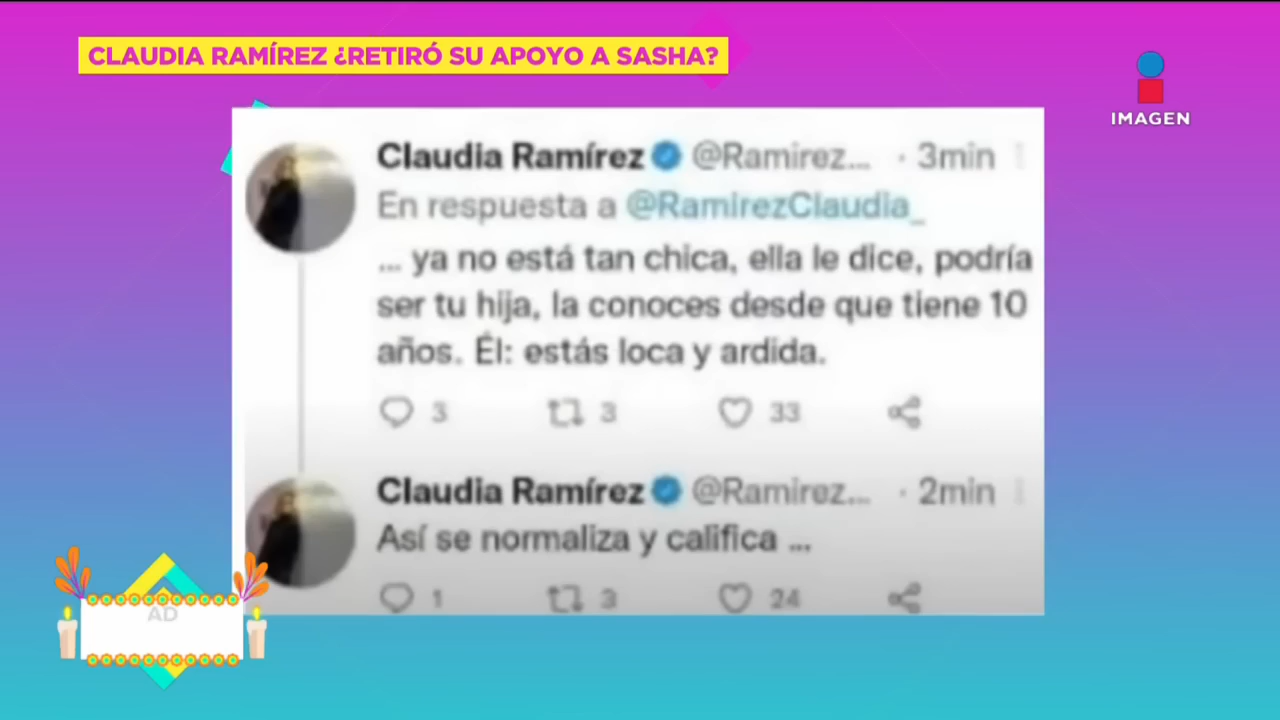 CLAUDIA RAMÍREZ ¿RETIRÓ SU APOYO A SASHA?
IMAGEN
Claudia Ramírez @Ramirez... · 3min
En respuesta a @RamirezClaudia_
... ya no está tan chica, ella le dice, podría
ser tu hija, la conoces desde que tiene 10
años. Él: estás loca y ardida.
3 3 33
Claudia Ramírez @Ramirez... · 2min
Así se normaliza y califica ...
1 3 24
AD